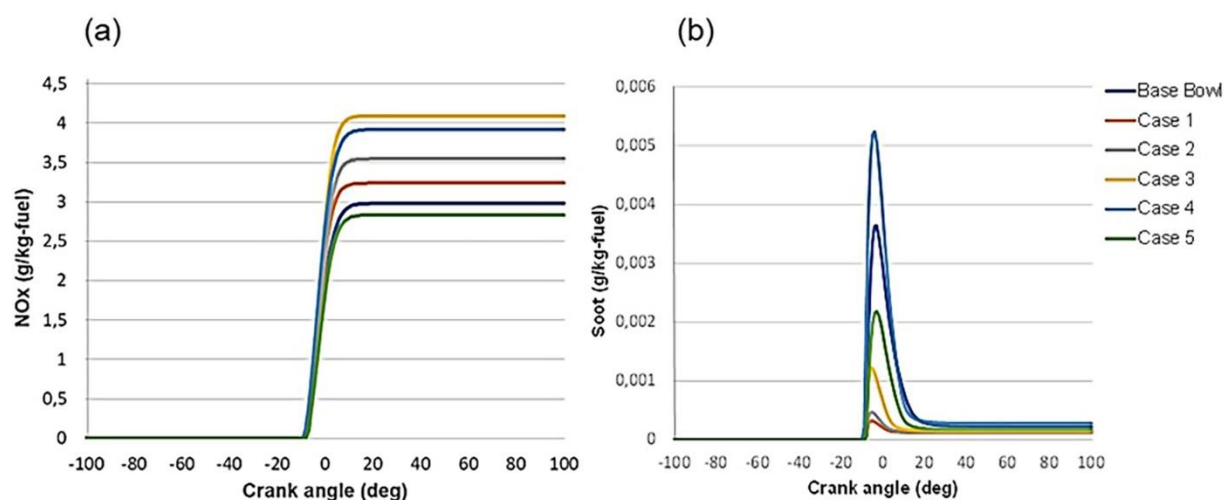 (a)
4,5
4
3,5
3
2,5
2
1,5
1
0,5
0
NOx (g/kg-fuel)
-100 -80 -60 -40 -20 0 20 40 60 80 100
Crank angle (deg)
(b)
0,006
0,005
0,004
0,003
0,002
0,001
0
Soot (g/kg-fuel)
-100 -80 -60 -40 -20 0 20 40 60 80 100
Crank angle (deg)
Base Bowl
Case 1
Case 2
Case 3
Case 4
Case 5